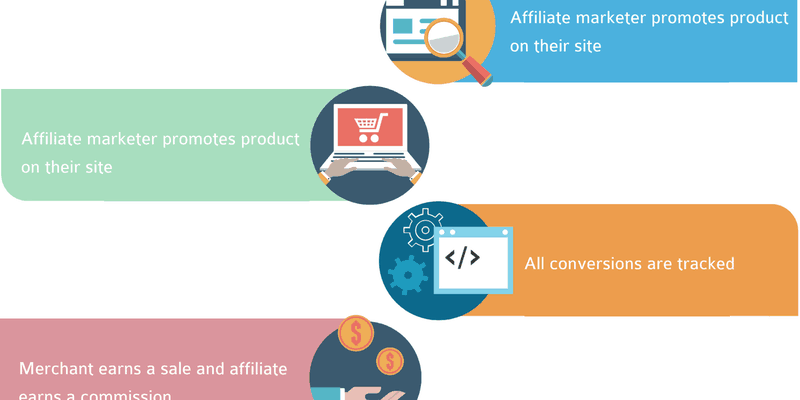 Affiliate marketer promotes product
on their site
Affiliate marketer promotes product
on their site
</>
All conversions are tracked
Merchant earns a sale and affiliate
earns a commission